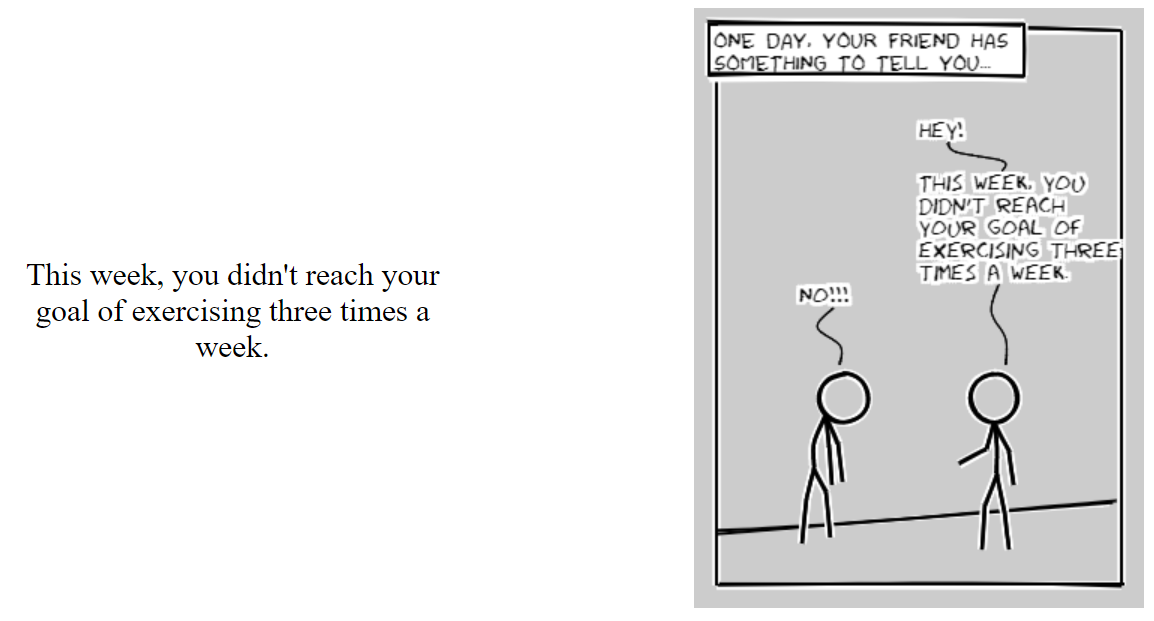 This week, you didn't reach your
goal of exercising three times a
week.
ONE DAY, YOUR FRIEND HAS
SOMETHING TO TELL YOU...
HEY!
THIS WEEK, YOU
DIDN'T REACH
YOUR GOAL OF
EXERCISING THREE
TIMES A WEEK.
NO!!!